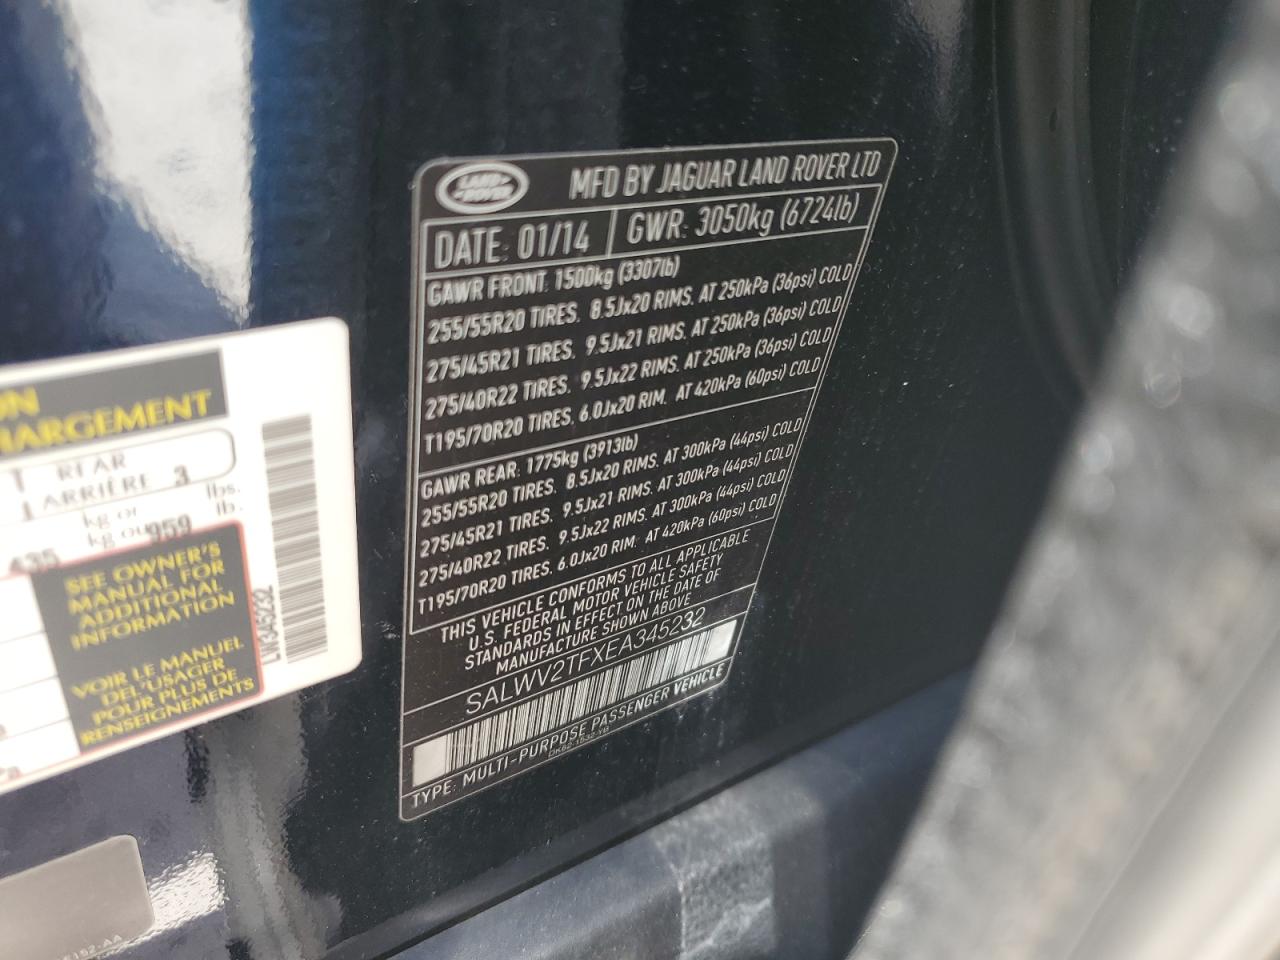 LAND ROVER
MFD BY JAGUAR LAND ROVER LTD
DATE: 01/14 GWR: 3050kg (6724lb)
GAWR FRONT: 1500kg (3307lb)
255/55R20 TIRES. 8.5Jx20 RIMS. AT 250kPa (36psi) COLD
275/45R21 TIRES. 9.5Jx21 RIMS. AT 250kPa (36psi) COLD
275/40R22 TIRES. 9.5Jx22 RIMS. AT 250kPa (36psi) COLD
T195/70R20 TIRES. 6.0Jx20 RIM. AT 420kPa (60psi) COLD
GAWR REAR: 1775kg (3913lb)
255/55R20 TIRES. 8.5Jx20 RIMS. AT 300kPa (44psi) COLD
275/45R21 TIRES. 9.5Jx21 RIMS. AT 300kPa (44psi) COLD
275/40R22 TIRES. 9.5Jx22 RIMS. AT 300kPa (44psi) COLD
T195/70R20 TIRES. 6.0Jx20 RIM. AT 420kPa (60psi) COLD
THIS VEHICLE CONFORMS TO ALL APPLICABLE
U.S. FEDERAL MOTOR VEHICLE SAFETY
STANDARDS IN EFFECT ON THE DATE OF
MANUFACTURE SHOWN ABOVE
SALWV2TFXEA345232
TYPE: MULTI-PURPOSE PASSENGER VEHICLE
ON
HARGEMENT
REAR
ARRIÈRE 3
kg or lbs.
435 kg ou 959 lb.
SEE OWNER'S
MANUAL FOR
ADDITIONAL
INFORMATION
VOIR LE MANUEL
DEL'USAGER
POUR PLUS DE
RENSEIGNEMENTS
LW345232